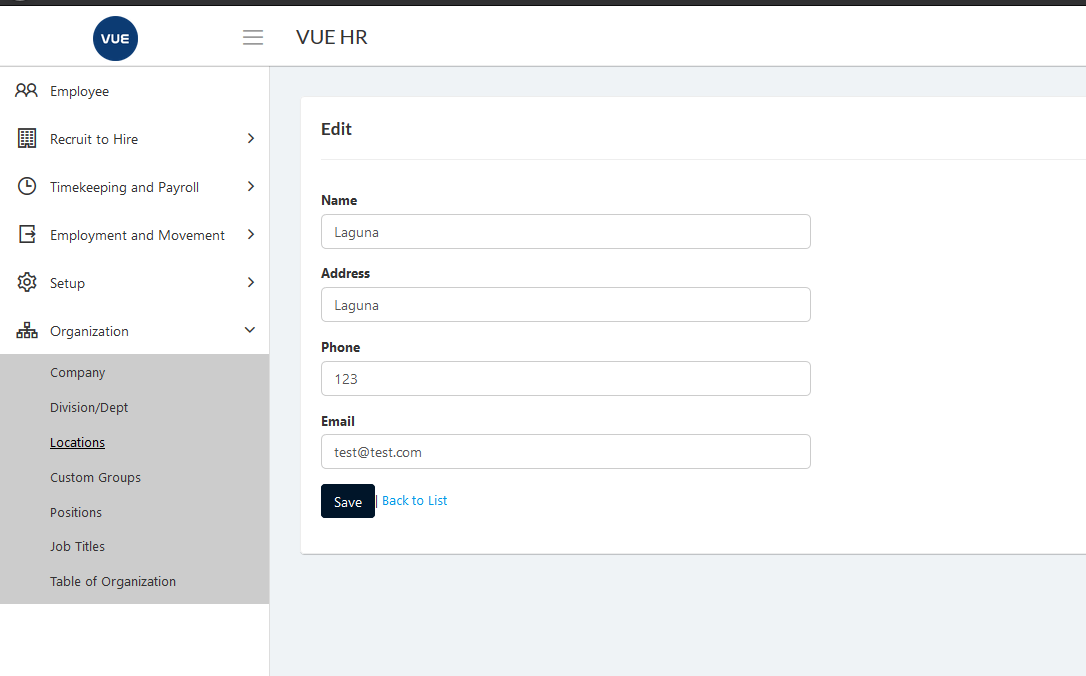 VUE
VUE HR
Employee
Recruit to Hire
Timekeeping and Payroll
Employment and Movement
Setup
Organization
Company
Division/Dept
Locations
Custom Groups
Positions
Job Titles
Table of Organization
Edit
Name
Laguna
Address
Laguna
Phone
123
Email
test@test.com
Save | Back to List